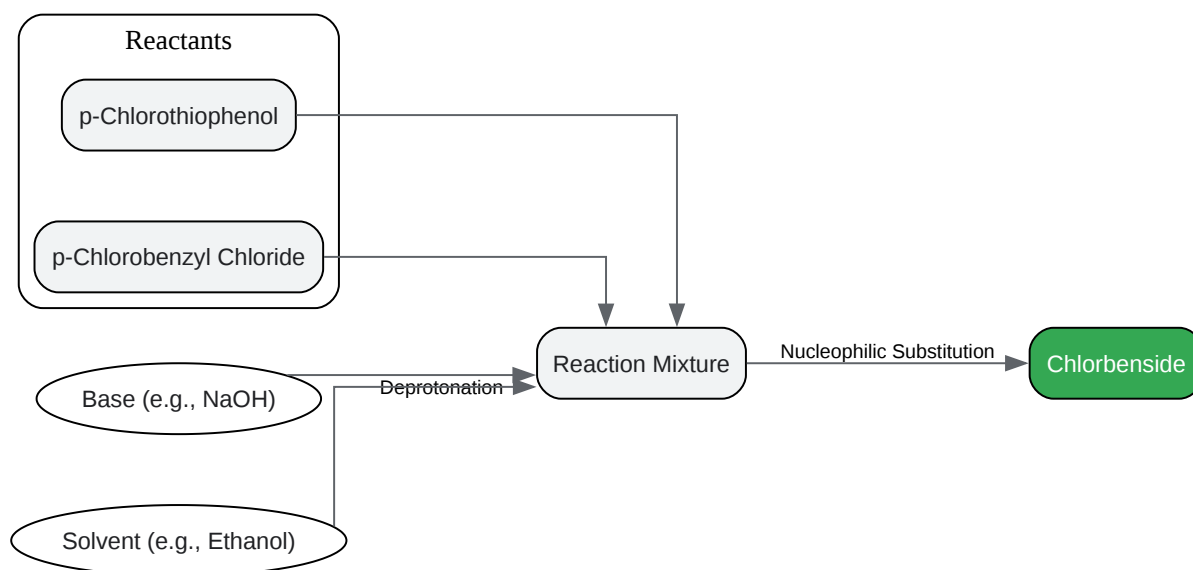 Reactants
p-Chlorothiophenol
p-Chlorobenzyl Chloride
Reaction Mixture
Nucleophilic Substitution
Chlorbenside
Base (e.g., NaOH)
Deprotonation
Solvent (e.g., Ethanol)